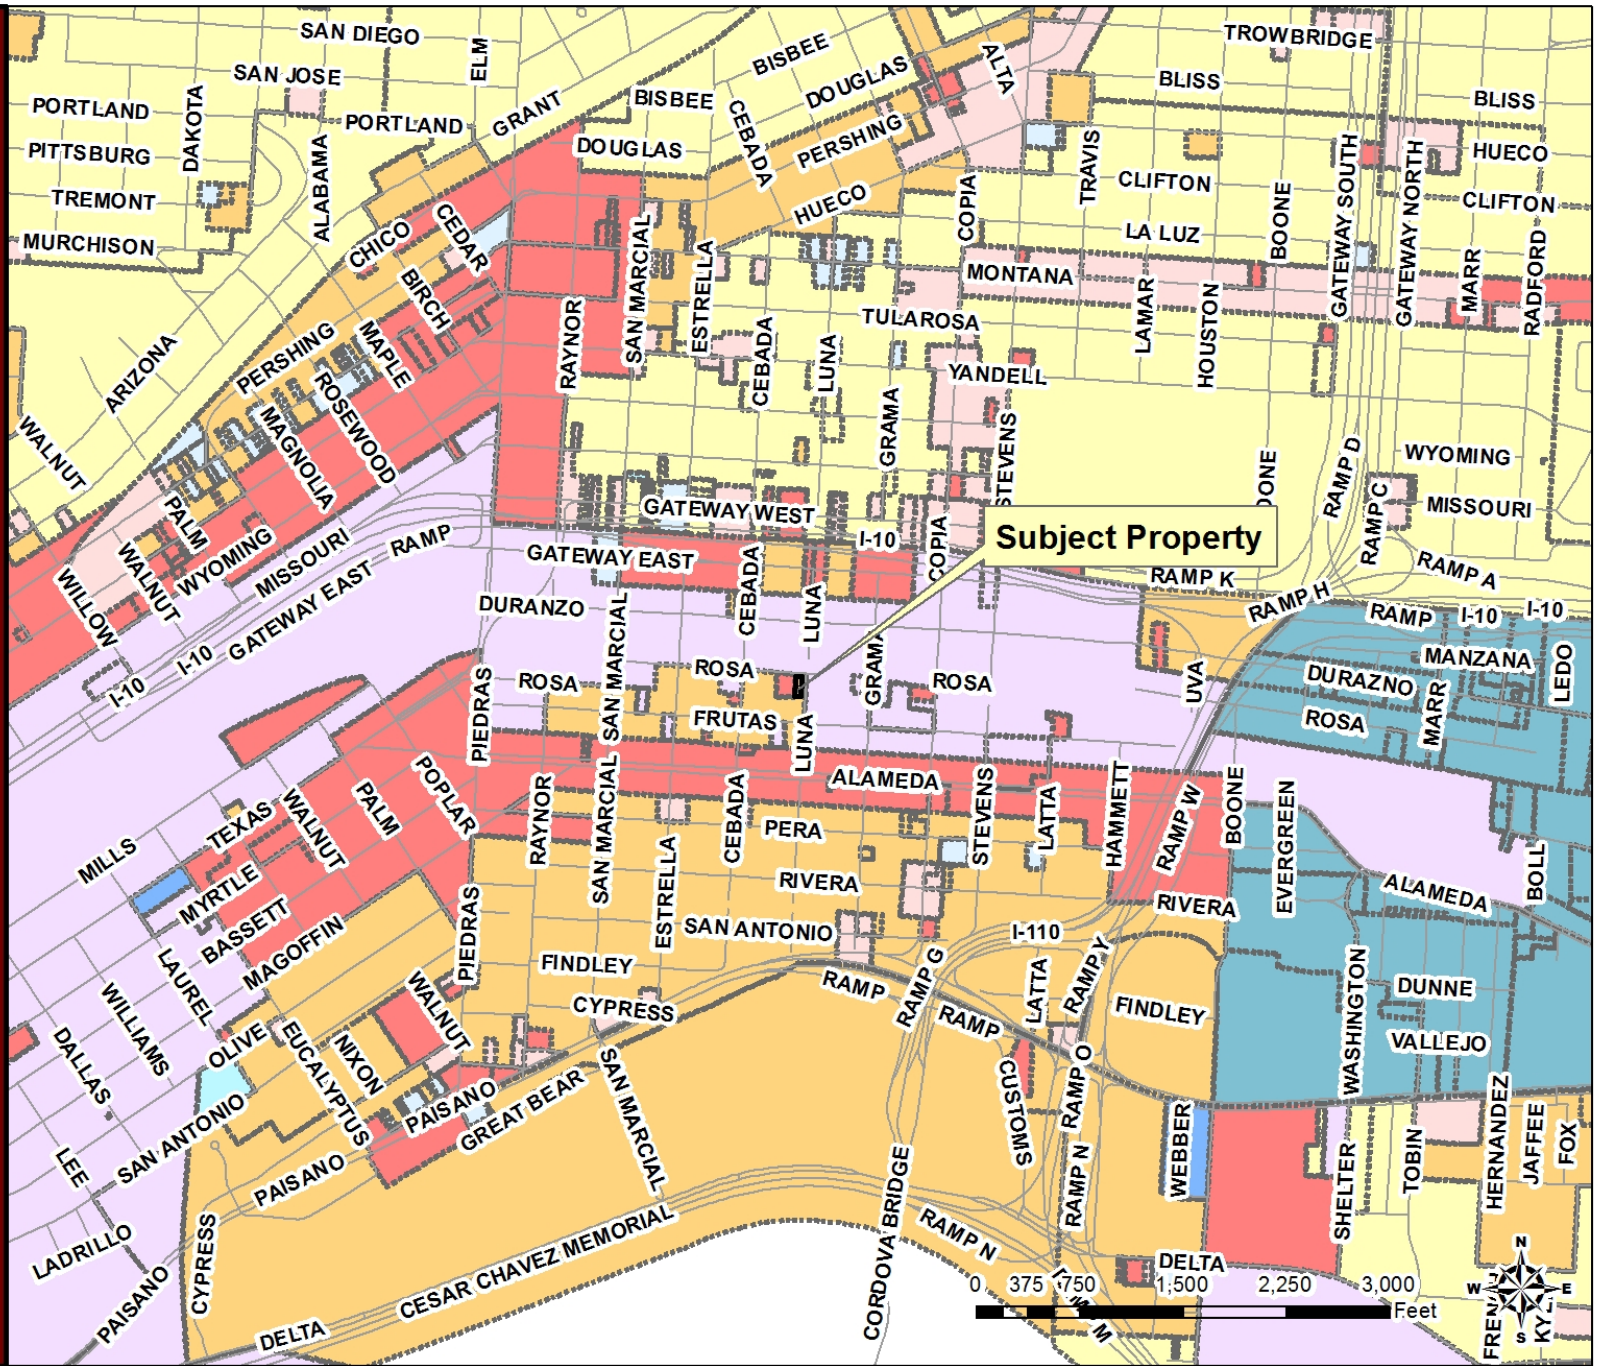 SAN DIEGO
ELM
BISBEE
ALTA
TROWBRIDGE
SAN JOSE
DOUGLAS
BLISS
BLISS
PORTLAND
DAKOTA
PORTLAND
GRANT
BISBEE
CEBADA
PERSHING
TRAVIS
GATEWAY SOUTH
GATEWAY NORTH
HUECO
PITTSBURG
ALABAMA
DOUGLAS
CLIFTON
TREMONT
HUECO
COPIA
BOONE
CLIFTON
MURCHISON
CHICO
CEDAR
SAN MARCIAL
LA LUZ
BIRCH
ESTRELLA
MONTANA
MARR
RADFORD
LAMAR
HOUSTON
ARIZONA
PERSHING
MAPLE
RAYNOR
CEBADA
LUNA
TULAROSA
ROSEWOOD
YANDELL
WALNUT
MAGNOLIA
GRAMA
STEVENS
RAMP D
WYOMING
PALM
GATEWAY WEST
RAMP C
MISSOURI
WALNUT
WYOMING
MISSOURI
RAMP
I-10
COPIA
Subject Property
WILLOW
GATEWAY EAST
GATEWAY EAST
CEBADA
RAMP K
RAMP A
I-10
DURANZO
LUNA
RAMP H
RAMP
I-10
I-10
I-10
PIEDRAS
SAN MARCIAL
ROSA
ROSA
ROSA
UVA
MANZANA
LEDO
DURAZNO
MARR
FRUTAS
LUNA
ROSA
POPLAR
ALAMEDA
MILLS
TEXAS
WALNUT
PALM
RAYNOR
SAN MARCIAL
CEBADA
PERA
STEVENS
LATTA
HAMMETT
RAMP W
BOONE
EVERGREEN
MYRTLE
ESTRELLA
RIVERA
RIVERA
ALAMEDA
BOLL
BASSETT
PIEDRAS
SAN ANTONIO
I-110
MAGOFFIN
LAUREL
FINDLEY
RAMP
RAMP G
LATTA
RAMP Y
WASHINGTON
DUNNE
WILLIAMS
WALNUT
CYPRESS
RAMP
FINDLEY
DALLAS
OLIVE
EUCALYPTUS
NIXON
VALLEJO
SAN ANTONIO
PAISANO
GREAT BEAR
SAN MARCIAL
CUSTOMS
RAMP O
WEBBER
SHELTER
TOBIN
HERNANDEZ
JAFFEE
FOX
LEE
PAISANO
CORDOVA BRIDGE
RAMP N
LADRILLO
CYPRESS
CESAR CHAVEZ MEMORIAL
RAMP N
DELTA
PAISANO
DELTA
0 375 750 1,500 2,250 3,000
Feet
N
W E
S